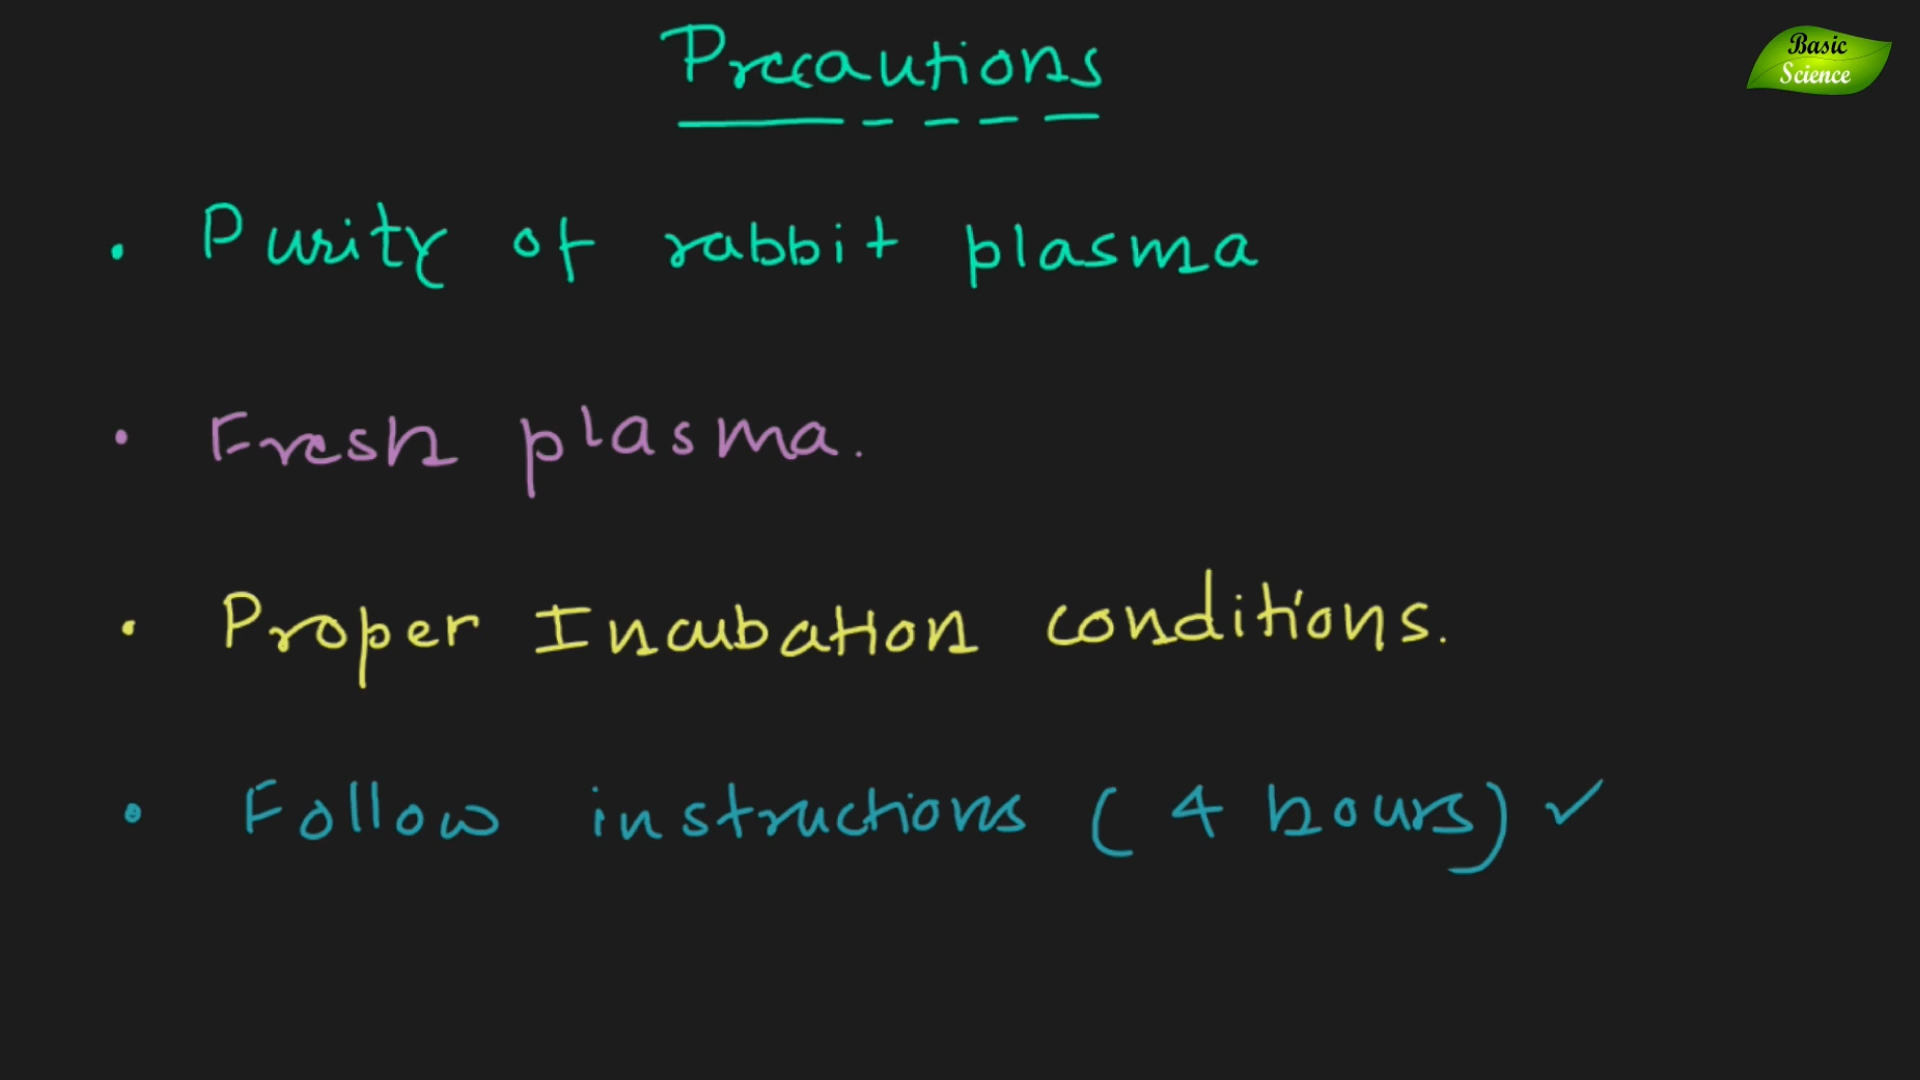 Precautions
Basic
Science
• Purity of rabbit plasma
• Fresh plasma.
• Proper Incubation conditions.
• Follow instructions (4 hours) ✓